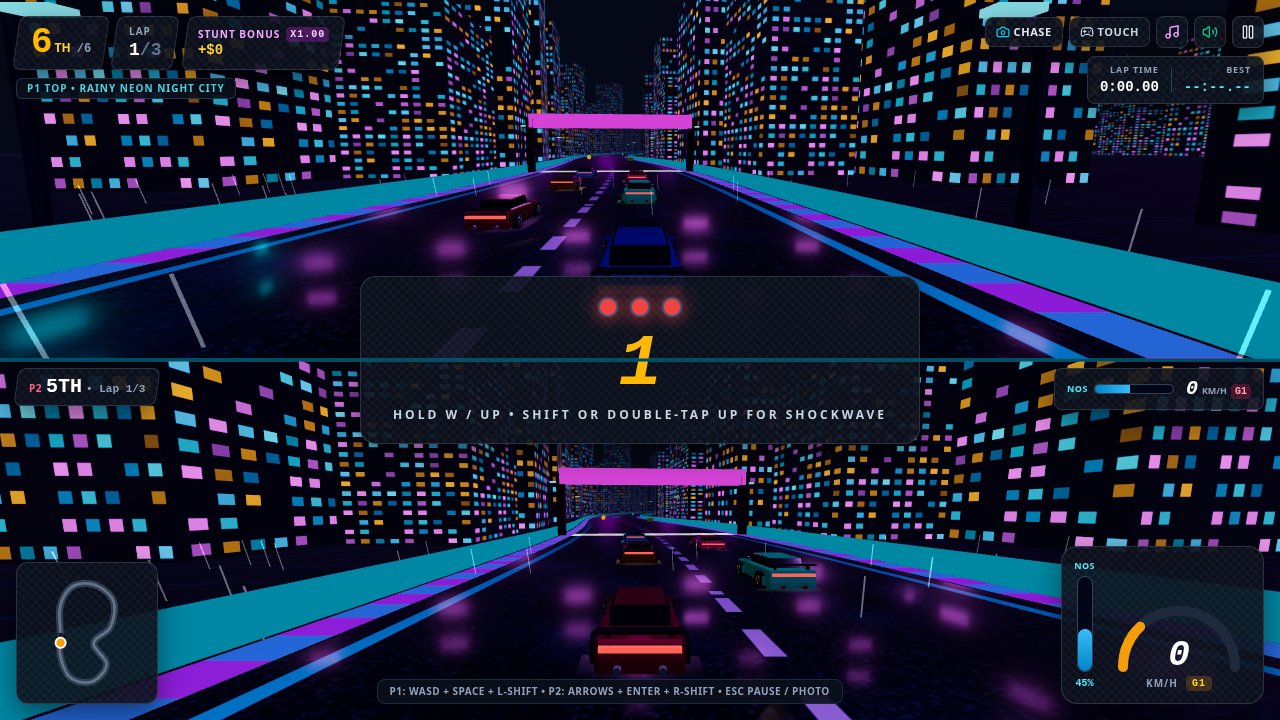 6TH /6
LAP
1/3
STUNT BONUS X1.00
+$0
CHASE
TOUCH
P1 TOP • RAINY NEON NIGHT CITY
LAP TIME
0:00.00
BEST
--:--.--
1
HOLD W / UP • SHIFT OR DOUBLE-TAP UP FOR SHOCKWAVE
P2 5TH • Lap 1/3
NOS 0 KM/H G1
NOS
45%
0
KM/H G1
P1: WASD + SPACE + L-SHIFT • P2: ARROWS + ENTER + R-SHIFT • ESC PAUSE / PHOTO